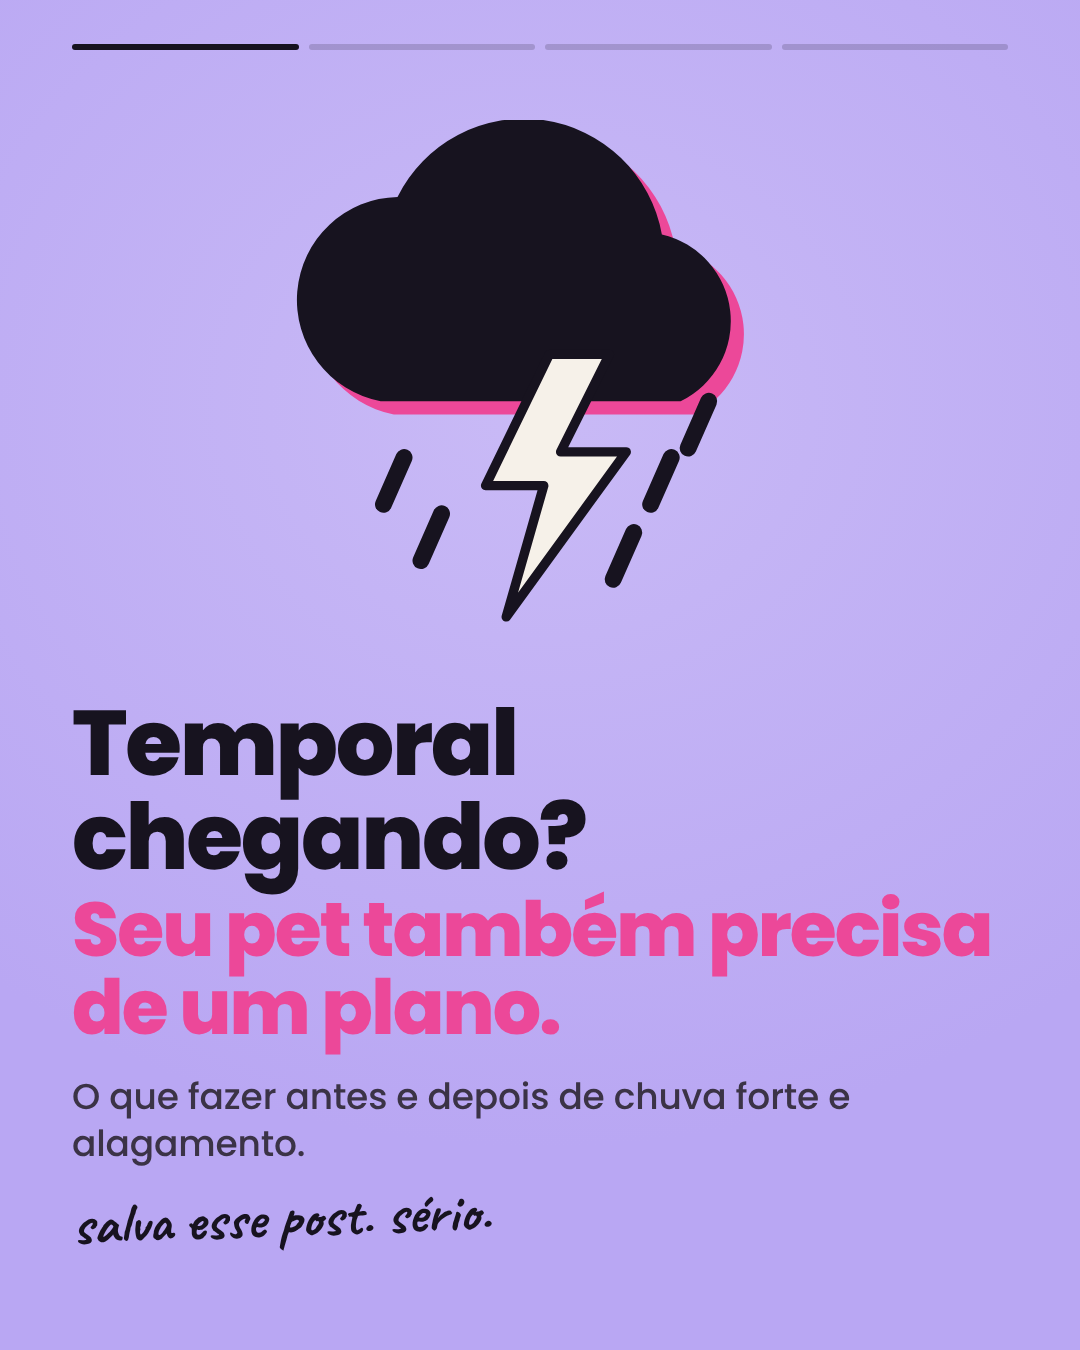 Temporal
chegando?
Seu pet também precisa
de um plano.
O que fazer antes e depois de chuva forte e
alagamento.
salva esse post. sério.